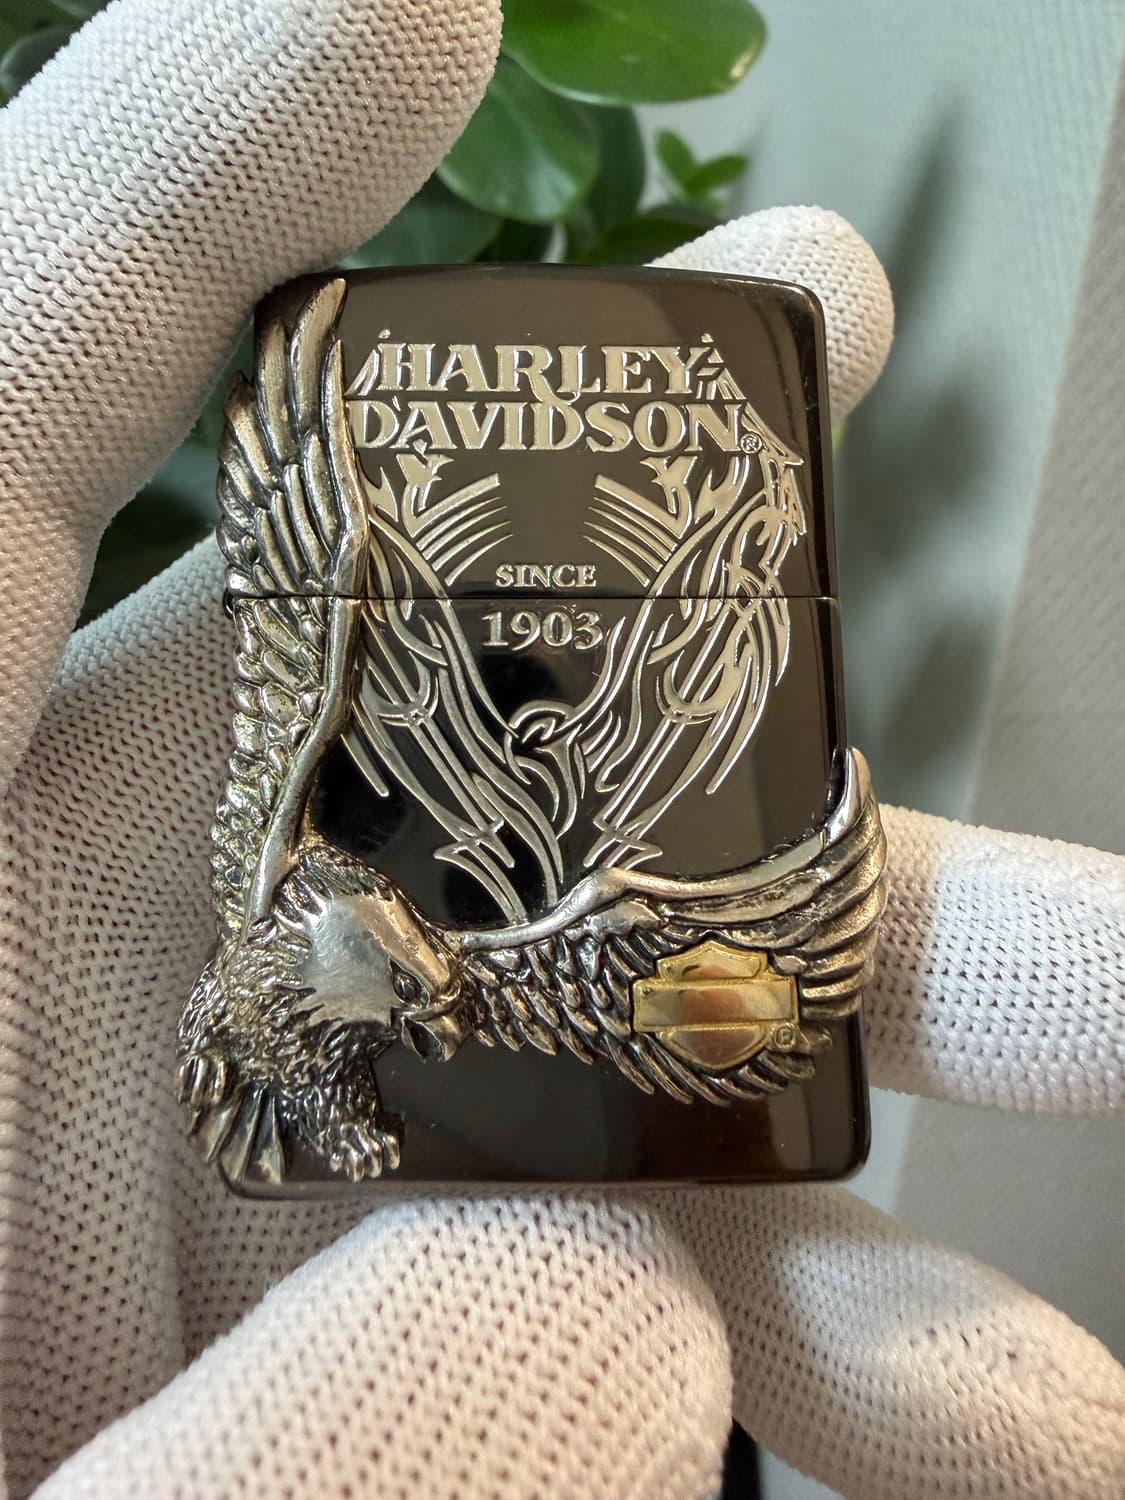 HARLEY-
DAVIDSON®
SINCE
1903
®